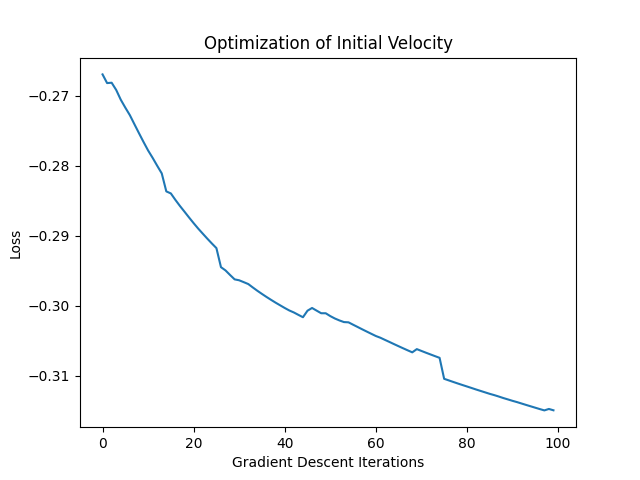 Optimization of Initial Velocity
−0.27
−0.28
−0.29
−0.30
−0.31
Loss
0 20 40 60 80 100
Gradient Descent Iterations